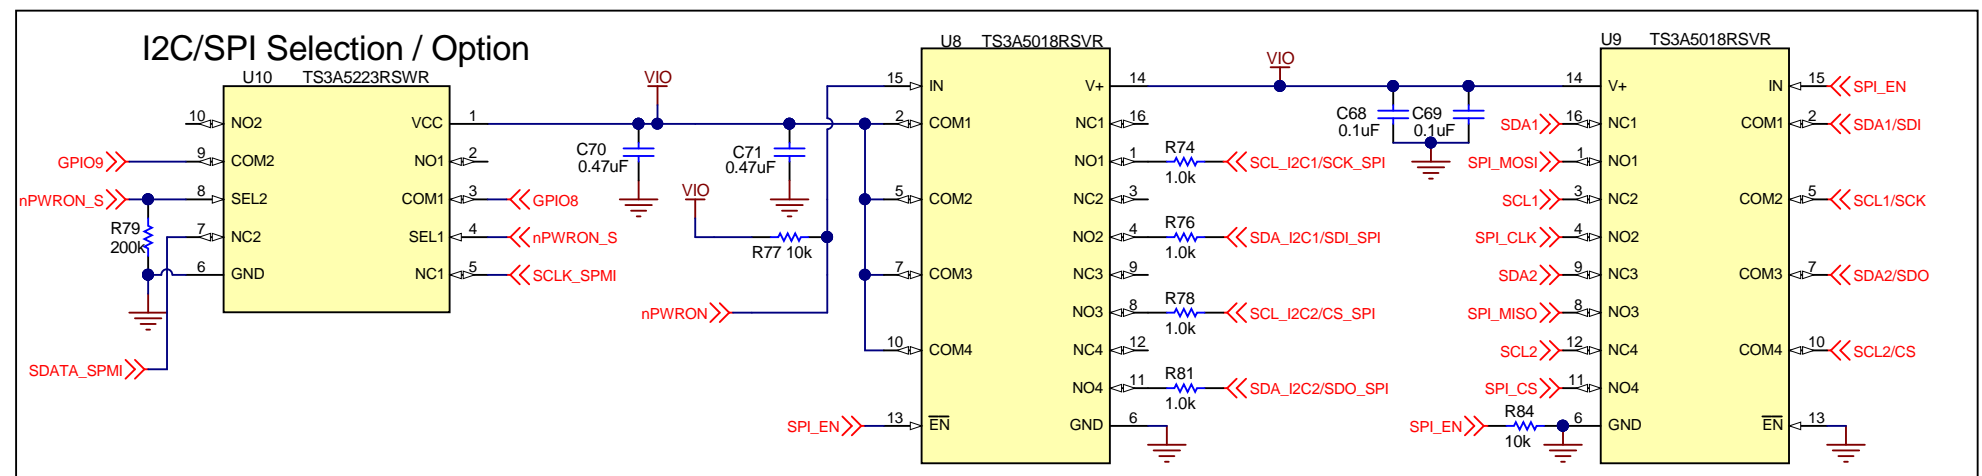 I2C/SPI Selection / Option
U10 TS3A5223RSWR
10 NO2
GPIO9 9 COM2
nPWRON_S 8 SEL2
R79
200k
7 NC2
6 GND
SDATA_SPMI
VCC 1
NO1 2
COM1 3 GPIO8
SEL1 4 nPWRON_S
NC1 5 SCLK_SPMI
VIO
C70
0.47uF
C71
0.47uF
VIO
R77 10k
nPWRON
U8 TS3A5018RSVR
15 IN
2 COM1
5 COM2
7 COM3
10 COM4
SPI_EN 13 EN
V+ 14
NC1 16
NO1 1 R74 SCL_I2C1/SCK_SPI
1.0k
NC2 3
NO2 4 R76 SDA_I2C1/SDI_SPI
1.0k
NC3 9
NO3 8 R78 SCL_I2C2/CS_SPI
1.0k
NC4 12
NO4 11 R81 SDA_I2C2/SDO_SPI
1.0k
GND 6
VIO
C68
0.1uF
C69
0.1uF
U9 TS3A5018RSVR
14 V+
SDA1 16 NC1
SPI_MOSI 1 NO1
SCL1 3 NC2
SPI_CLK 4 NO2
SDA2 9 NC3
SPI_MISO 8 NO3
SCL2 12 NC4
SPI_CS 11 NO4
SPI_EN R84 6 GND
10k
IN 15 SPI_EN
COM1 2 SDA1/SDI
COM2 5 SCL1/SCK
COM3 7 SDA2/SDO
COM4 10 SCL2/CS
EN 13